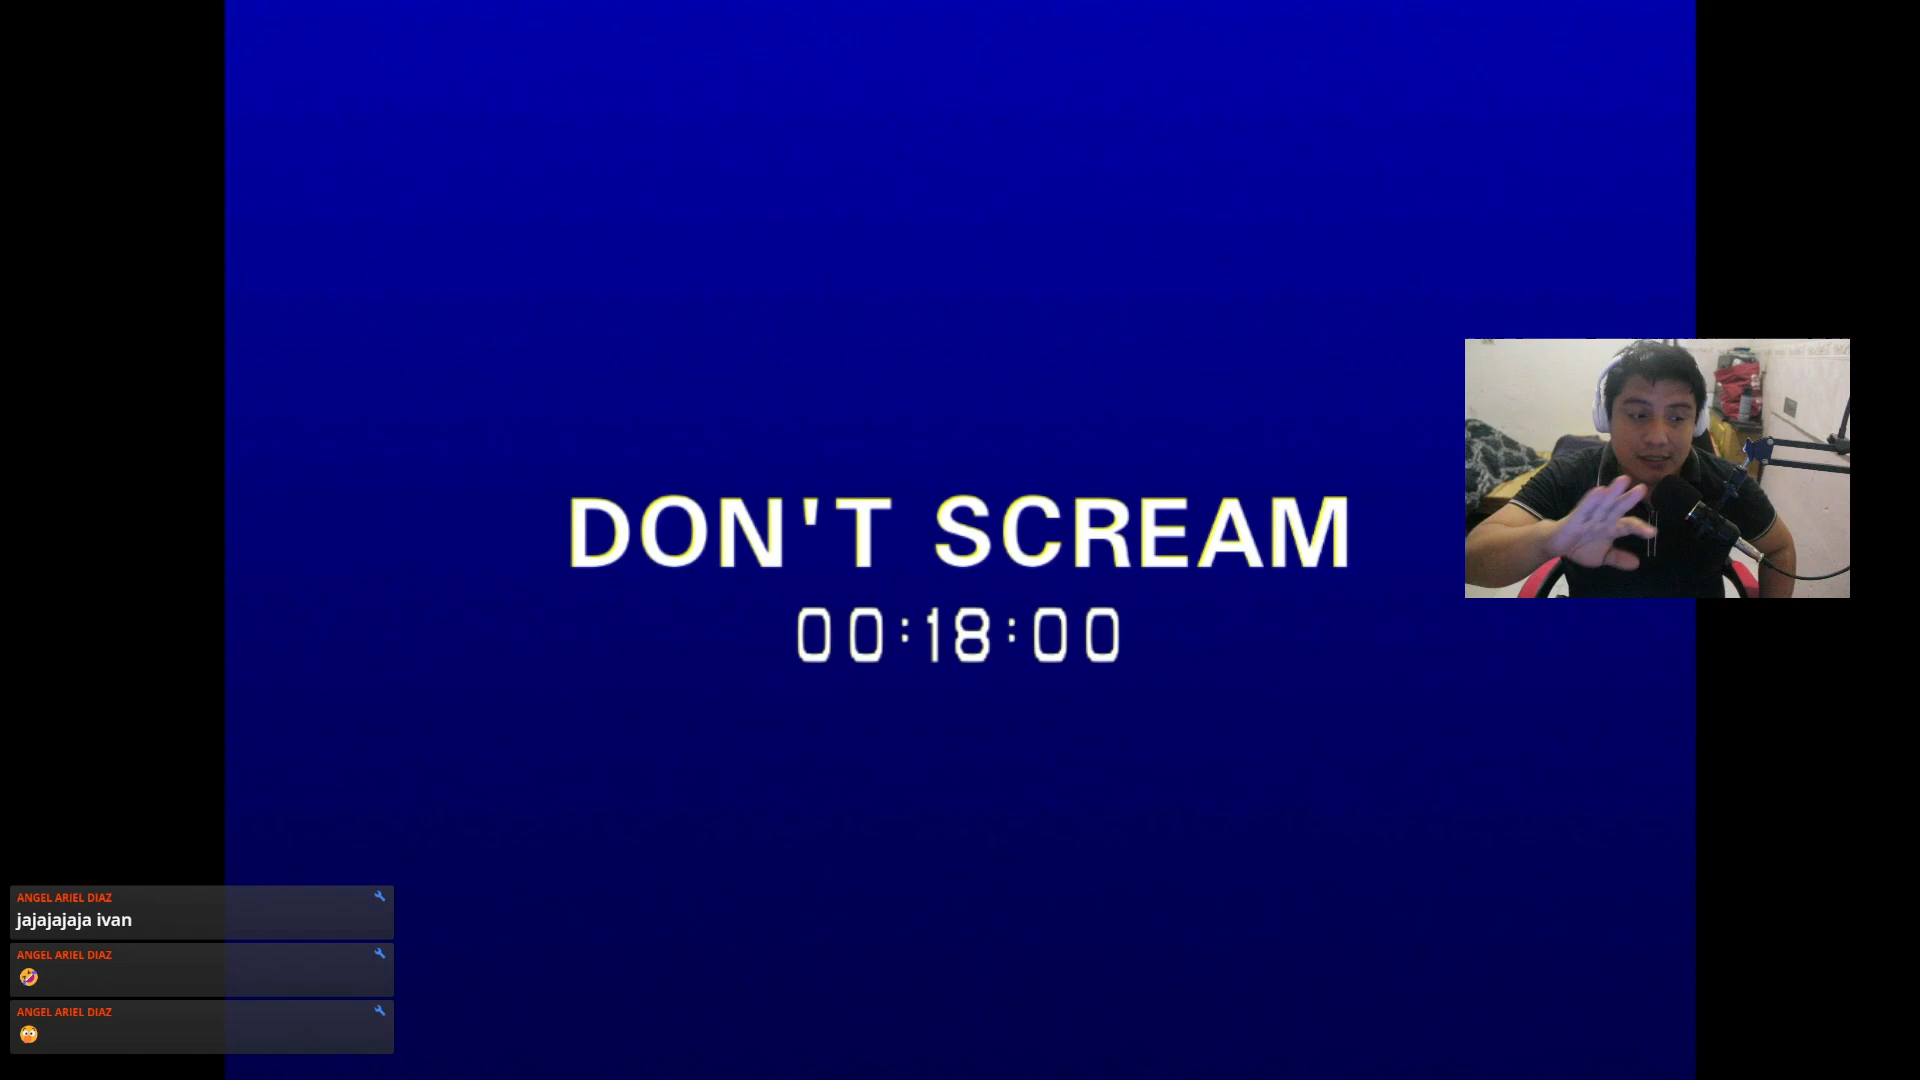 DON'T SCREAM
00:18:00
ANGEL ARIEL DIAZ
jajajajaja ivan
ANGEL ARIEL DIAZ
🤣
ANGEL ARIEL DIAZ